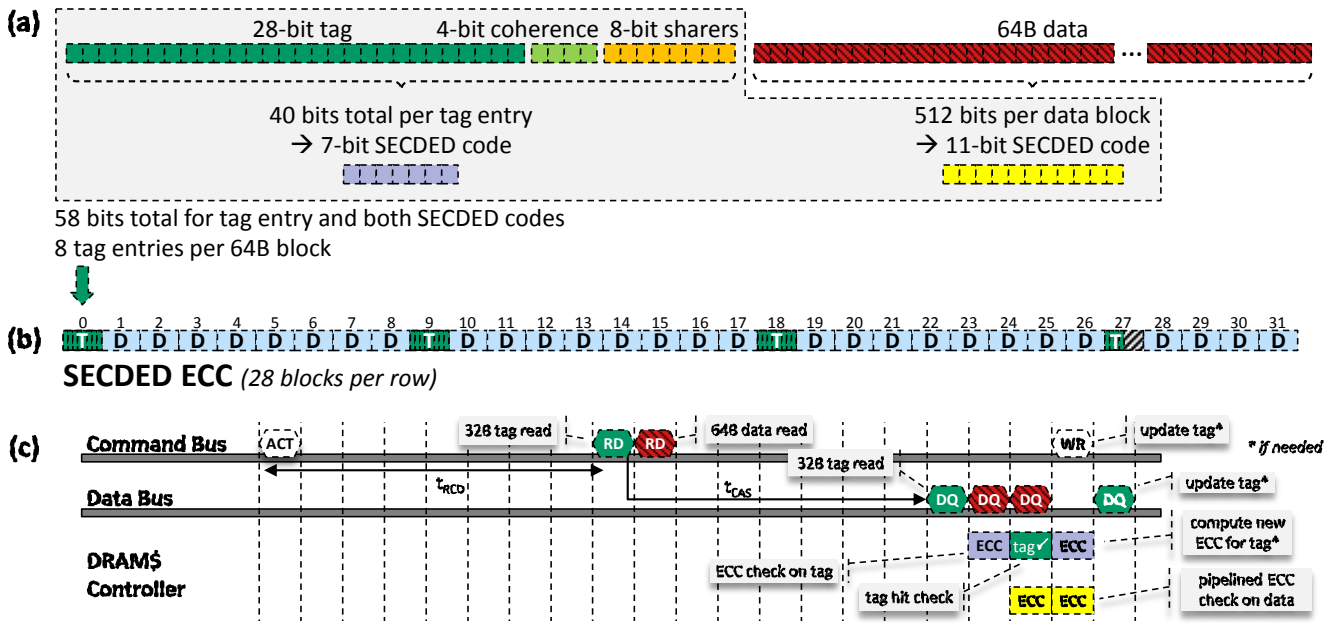 (a)
28-bit tag 4-bit coherence 8-bit sharers 64B data
...
40 bits total per tag entry 512 bits per data block
→ 7-bit SECDED code → 11-bit SECDED code
58 bits total for tag entry and both SECDED codes
8 tag entries per 64B block
0 1 2 3 4 5 6 7 8 9 10 11 12 13 14 15 16 17 18 19 20 21 22 23 24 25 26 27 28 29 30 31
(b) T D D D D D D D D T D D D D D D D D T D D D D D D D D T D D D D
SECDED ECC (28 blocks per row)
(c) Command Bus ACT 32B tag read RD RD 64B data read WR update tag* * if needed
tRCD
32B tag read
tCAS
Data Bus DQ DQ DQ DQ update tag*
DRAM$
Controller
ECC check on tag ECC tag✓ ECC compute new
ECC for tag*
tag hit check ECC ECC pipelined ECC
check on data